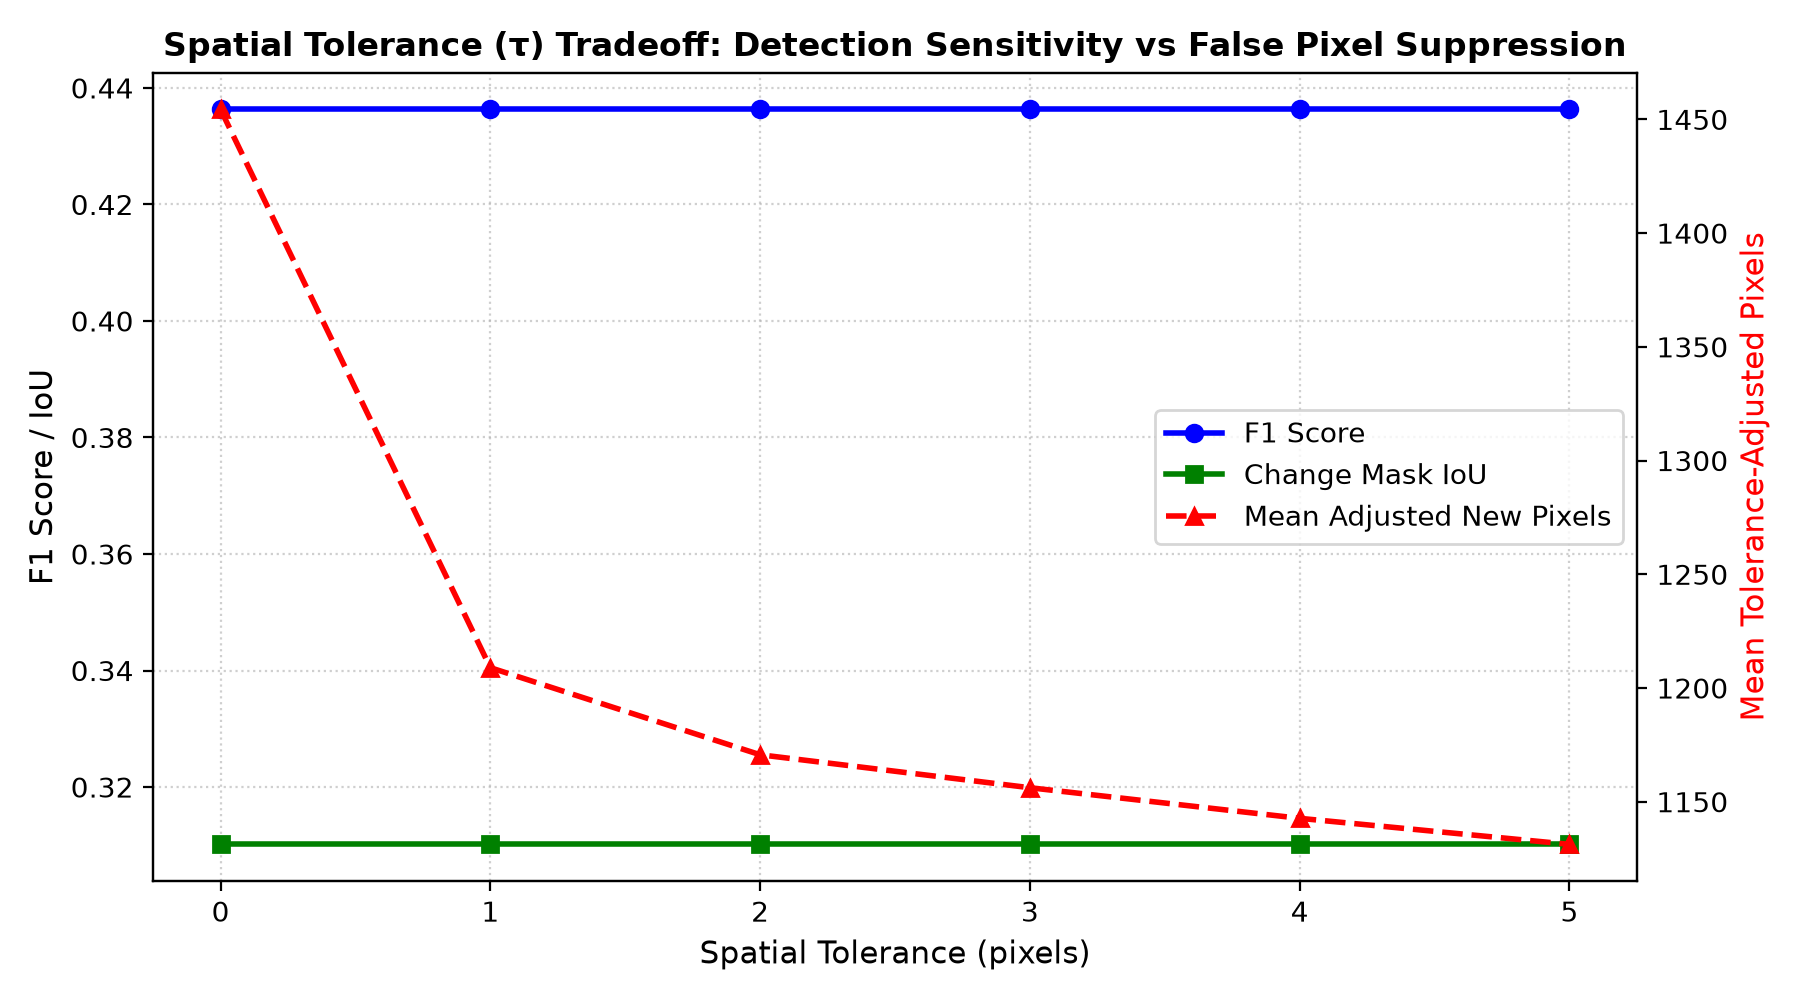 Spatial Tolerance (τ) Tradeoff: Detection Sensitivity vs False Pixel Suppression
F1 Score / IoU
0.44
0.42
0.40
0.38
0.36
0.34
0.32
1450
1400
1350
1300
1250
1200
1150
Mean Tolerance-Adjusted Pixels
F1 Score
Change Mask IoU
Mean Adjusted New Pixels
0 1 2 3 4 5
Spatial Tolerance (pixels)